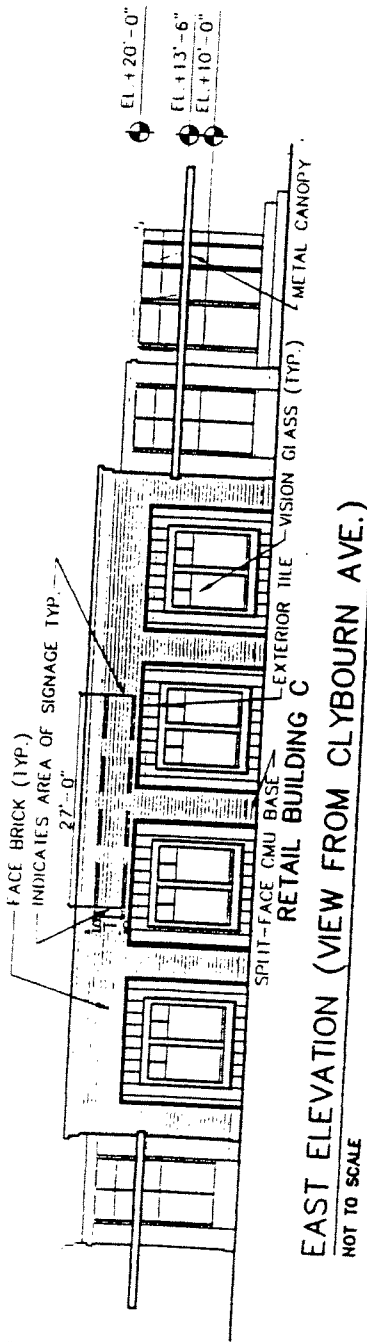 FACE BRICK (TYP.)
INDICATES AREA OF SIGNAGE TYP.
27'-0"
EL.+20'-0"
EL.+13'-6"
EL.+10'-0"
METAL CANOPY
VISION GLASS (TYP.)
EXTERIOR TILE
SPLIT-FACE CMU BASE
RETAIL BUILDING C
EAST ELEVATION (VIEW FROM CLYBOURN AVE.)
NOT TO SCALE